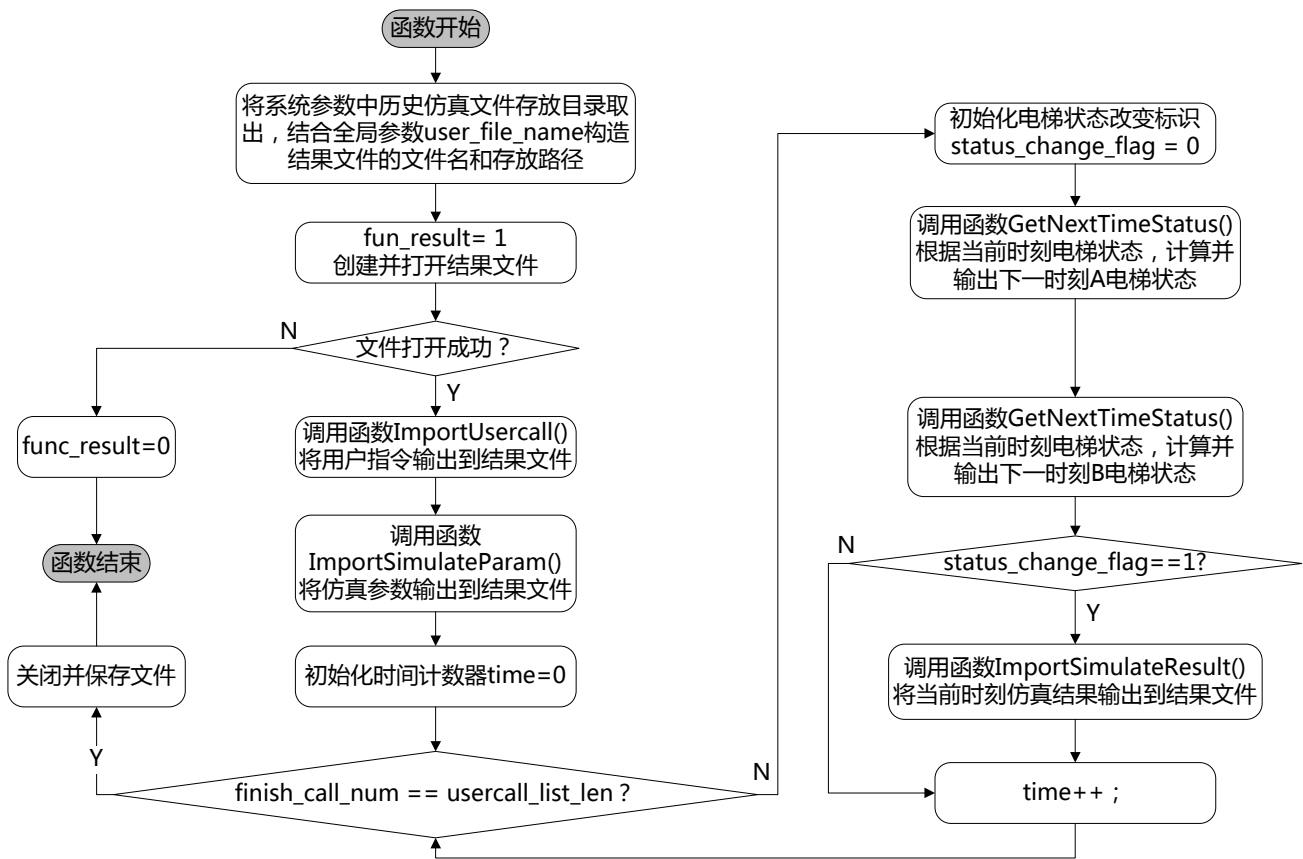 函数开始
将系统参数中历史仿真文件存放目录取
出，结合全局参数user_file_name构造
结果文件的文件名和存放路径
fun_result= 1
创建并打开结果文件
文件打开成功？
N
Y
func_result=0
函数结束
调用函数ImportUsercall()
将用户指令输出到结果文件
调用函数
ImportSimulateParam()
将仿真参数输出到结果文件
初始化时间计数器time=0
关闭并保存文件
Y
finish_call_num == usercall_list_len？
N
初始化电梯状态改变标识
status_change_flag = 0
调用函数GetNextTimeStatus()
根据当前时刻电梯状态，计算并
输出下一时刻A电梯状态
调用函数GetNextTimeStatus()
根据当前时刻电梯状态，计算并
输出下一时刻B电梯状态
N
status_change_flag==1?
Y
调用函数ImportSimulateResult()
将当前时刻仿真结果输出到结果文件
time++；